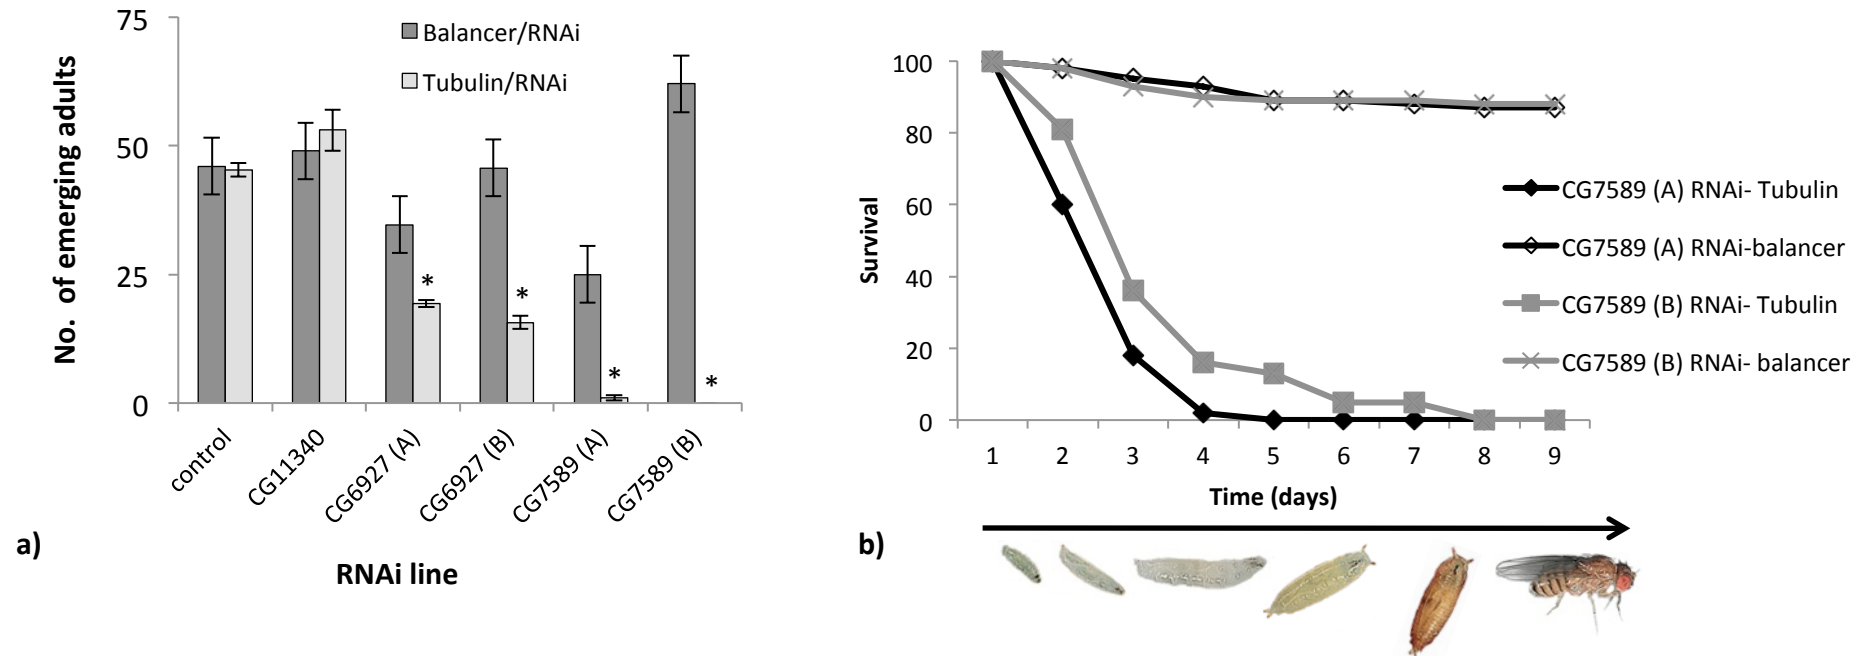 75
50
25
0
No. of emerging adults
Balancer/RNAi
Tubulin/RNAi
*
*
*
*
control
CG11340
CG6927 (A)
CG6927 (B)
CG7589 (A)
CG7589 (B)
a)
RNAi line
100
80
60
40
20
0
Survival
1 2 3 4 5 6 7 8 9
Time (days)
CG7589 (A) RNAi- Tubulin
CG7589 (A) RNAi-balancer
CG7589 (B) RNAi- Tubulin
CG7589 (B) RNAi- balancer
b)